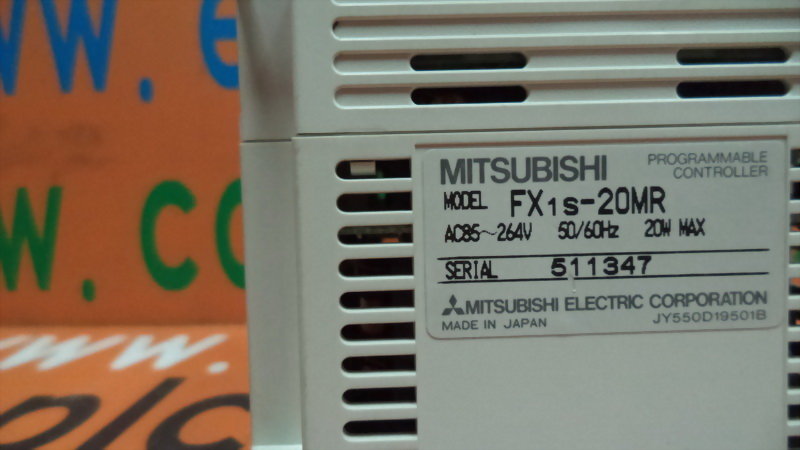 MITSUBISHI PROGRAMMABLE CONTROLLER
MODEL FX1s-20MR
AC85~264V 50/60Hz 20W MAX
SERIAL 511347
MITSUBISHI ELECTRIC CORPORATION
MADE IN JAPAN JY550D19501B
www.